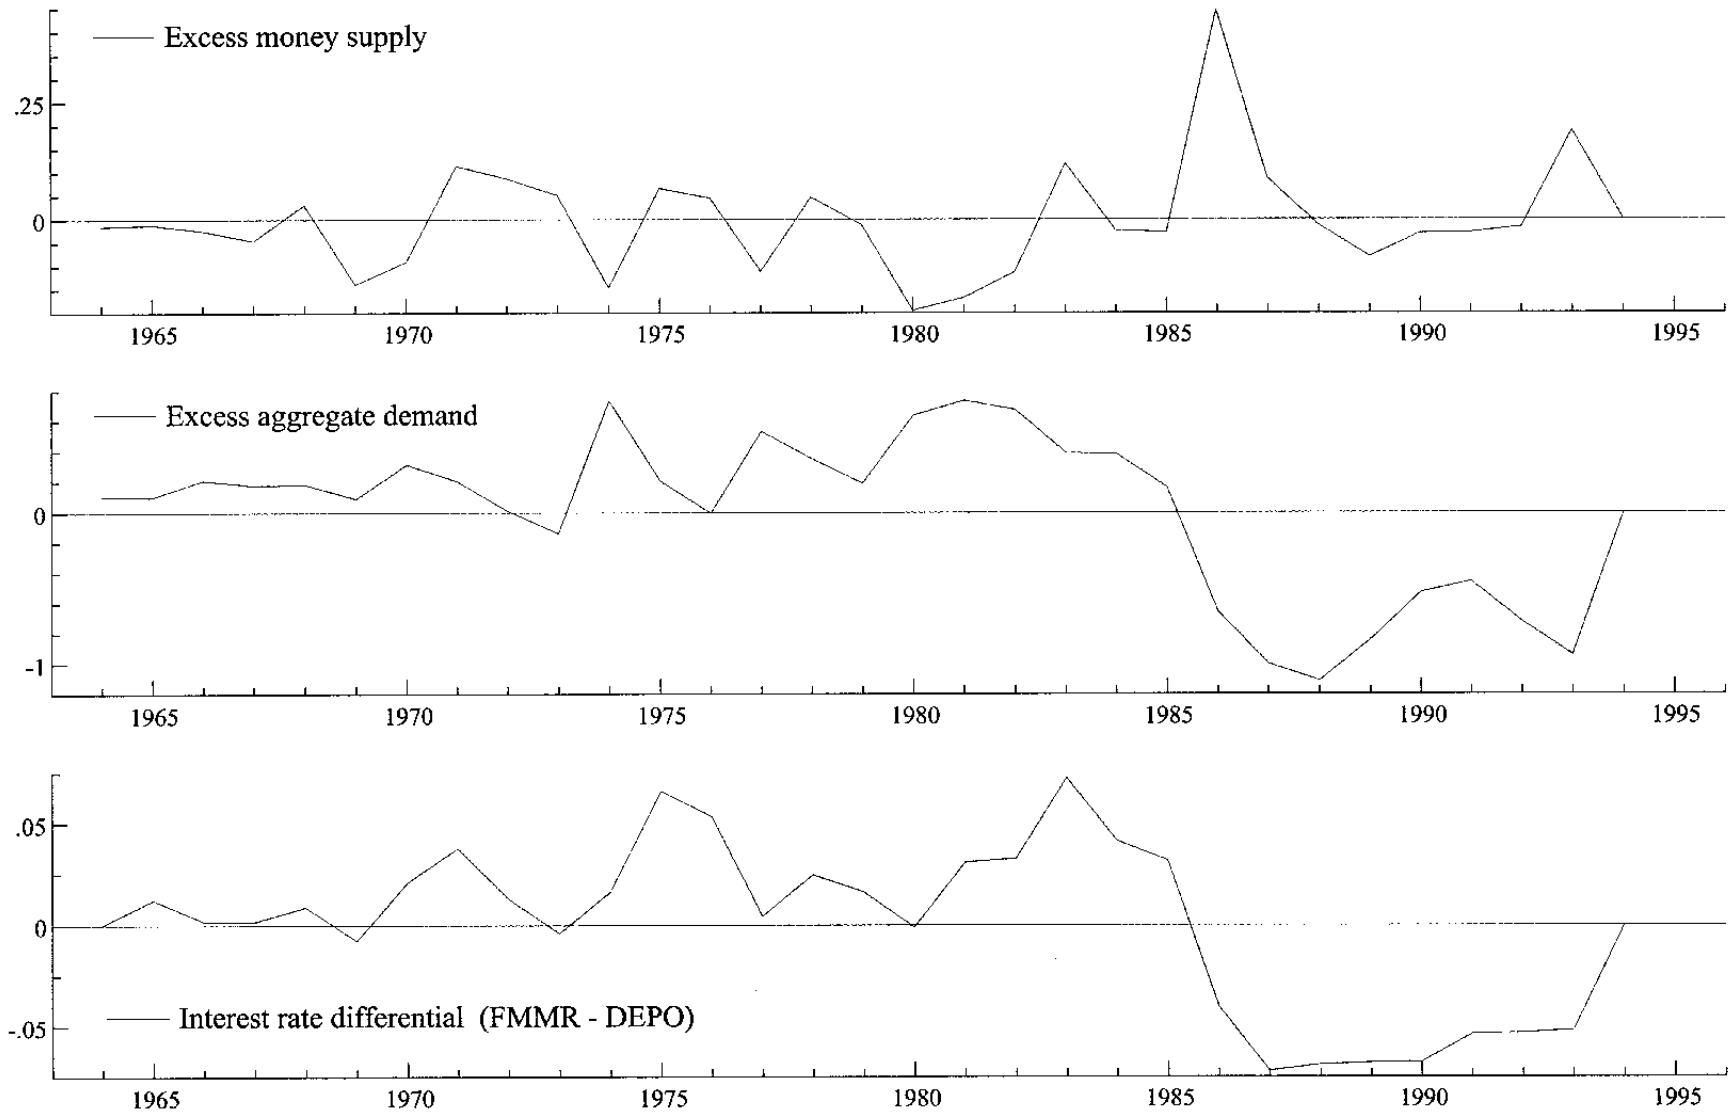 Excess money supply
.25
0
1965 1970 1975 1980 1985 1990 1995
Excess aggregate demand
0
-1
1965 1970 1975 1980 1985 1990 1995
.05
0
Interest rate differential (FMMR - DEPO)
-.05
1965 1970 1975 1980 1985 1990 1995